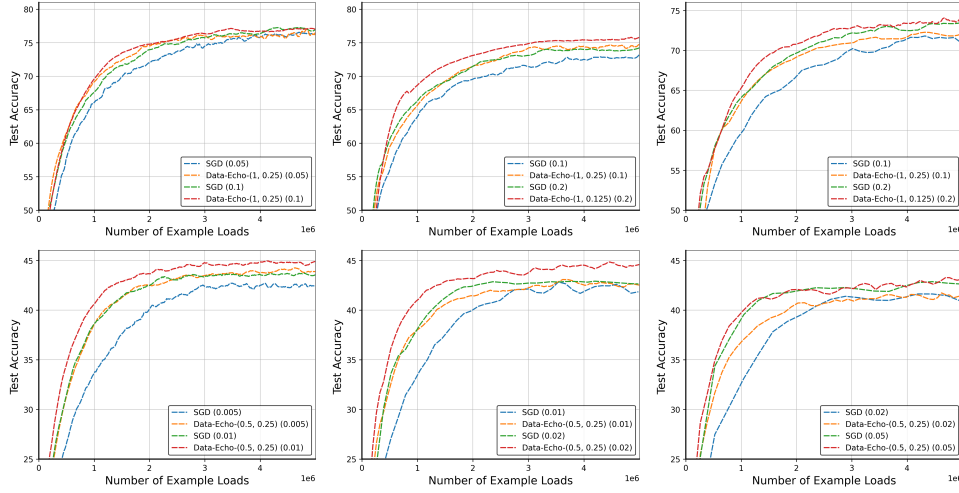 80
75
70
65
60
55
50
Test Accuracy
SGD (0.05)
Data-Echo-(1, 0.25) (0.05)
SGD (0.1)
Data-Echo-(1, 0.25) (0.1)
0 1 2 3 4
1e6
Number of Example Loads
80
75
70
65
60
55
50
Test Accuracy
SGD (0.1)
Data-Echo-(1, 0.25) (0.1)
SGD (0.2)
Data-Echo-(1, 0.125) (0.2)
0 1 2 3 4
1e6
Number of Example Loads
75
70
65
60
55
50
Test Accuracy
SGD (0.1)
Data-Echo-(1, 0.25) (0.1)
SGD (0.2)
Data-Echo-(1, 0.125) (0.2)
0 1 2 3 4
1e6
Number of Example Loads
45
40
35
30
25
Test Accuracy
SGD (0.005)
Data-Echo-(0.5, 0.25) (0.005)
SGD (0.01)
Data-Echo-(0.5, 0.25) (0.01)
0 1 2 3 4
1e6
Number of Example Loads
45
40
35
30
25
Test Accuracy
SGD (0.01)
Data-Echo-(0.5, 0.25) (0.01)
SGD (0.02)
Data-Echo-(0.5, 0.25) (0.02)
0 1 2 3 4
1e6
Number of Example Loads
45
40
35
30
25
Test Accuracy
SGD (0.02)
Data-Echo-(0.5, 0.25) (0.02)
SGD (0.05)
Data-Echo-(0.5, 0.25) (0.05)
0 1 2 3 4
1e6
Number of Example Loads